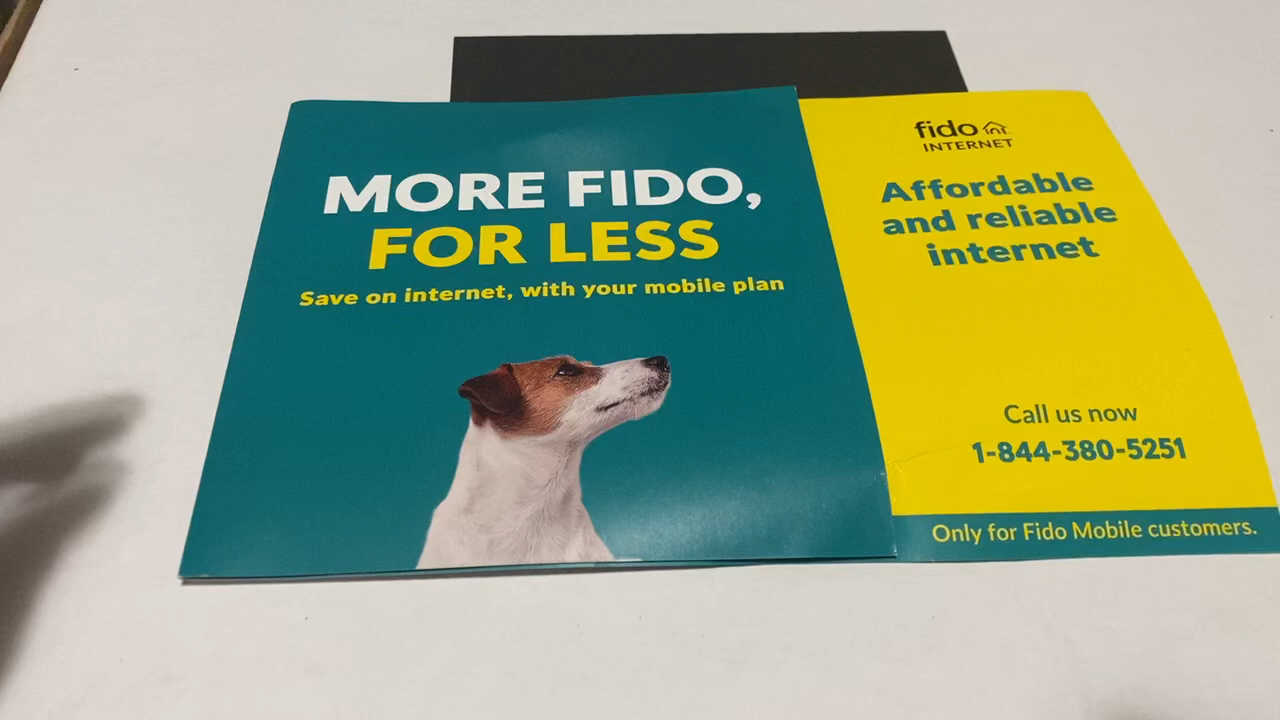 MORE FIDO,
FOR LESS
Save on internet, with your mobile plan
fido
INTERNET
Affordable
and reliable
internet
Call us now
1-844-380-5251
Only for Fido Mobile customers.